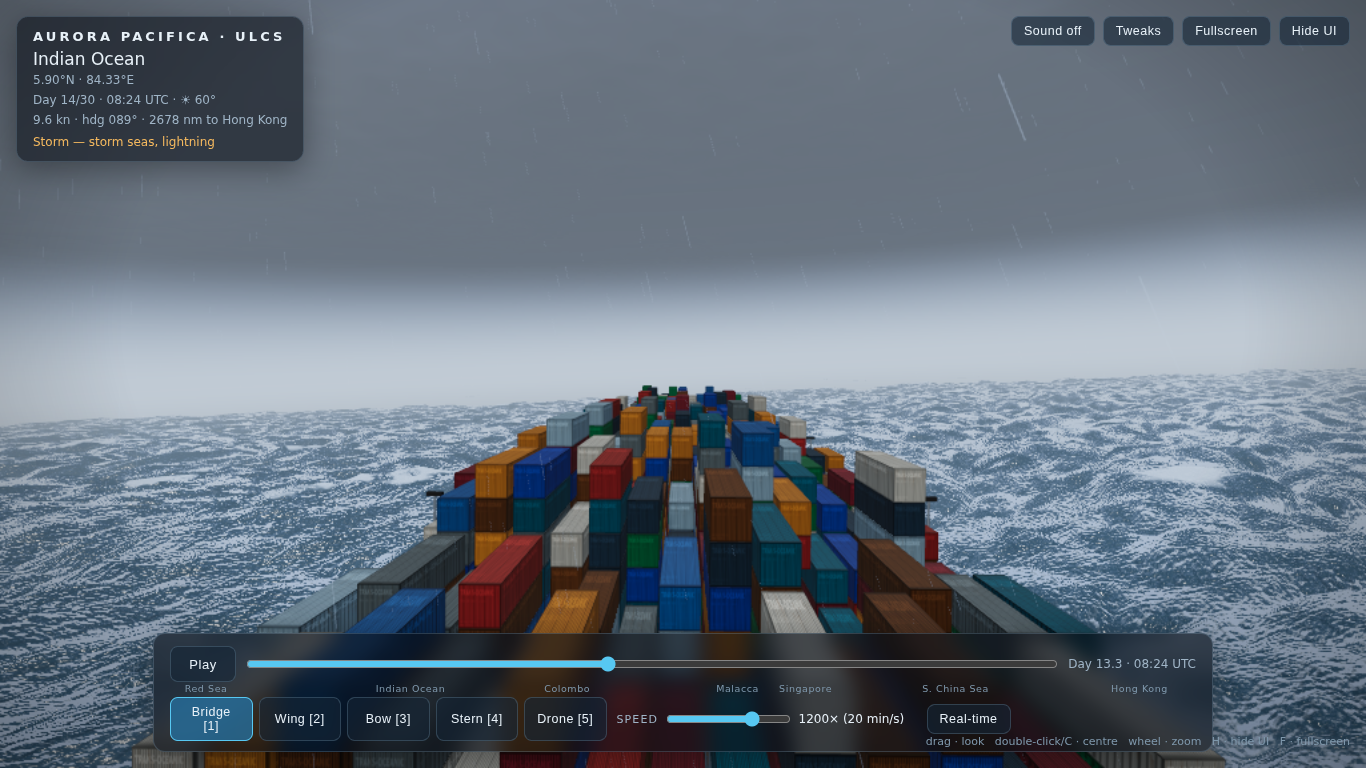 AURORA PACIFICA · ULCS
Indian Ocean
5.90°N · 84.33°E
Day 14/30 · 08:24 UTC · ☀ 60°
9.6 kn · hdg 089° · 2678 nm to Hong Kong
Storm — storm seas, lightning
Sound off
Tweaks
Fullscreen
Hide UI
Play
Day 13.3 · 08:24 UTC
Red Sea
Indian Ocean
Colombo
Malacca
Singapore
S. China Sea
Hong Kong
Bridge
[1]
Wing [2]
Bow [3]
Stern [4]
Drone [5]
SPEED
1200× (20 min/s)
Real-time
drag · look double-click/C · centre wheel · zoom H · hide UI F · fullscreen